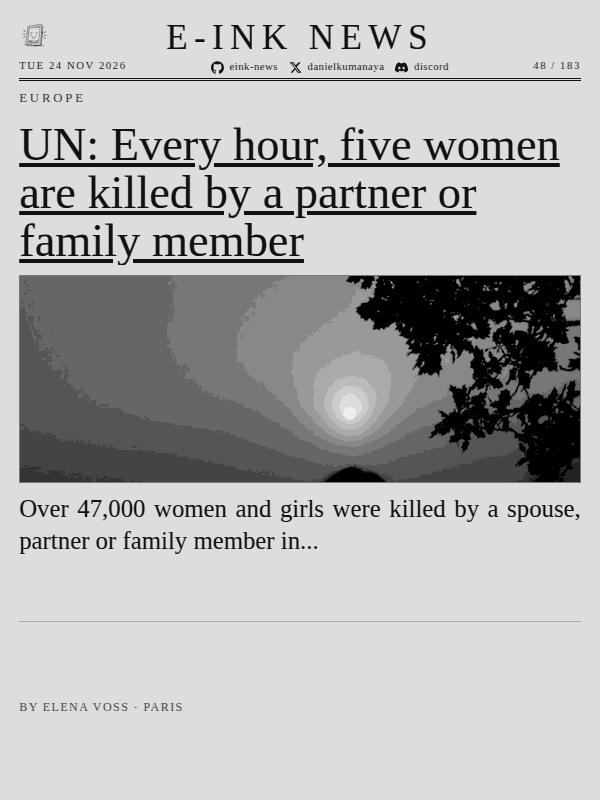 E-INK NEWS
TUE 24 NOV 2026 eink-news danielkumanaya discord 48 / 183
EUROPE
UN: Every hour, five women
are killed by a partner or
family member
Over 47,000 women and girls were killed by a spouse,
partner or family member in...
BY ELENA VOSS · PARIS